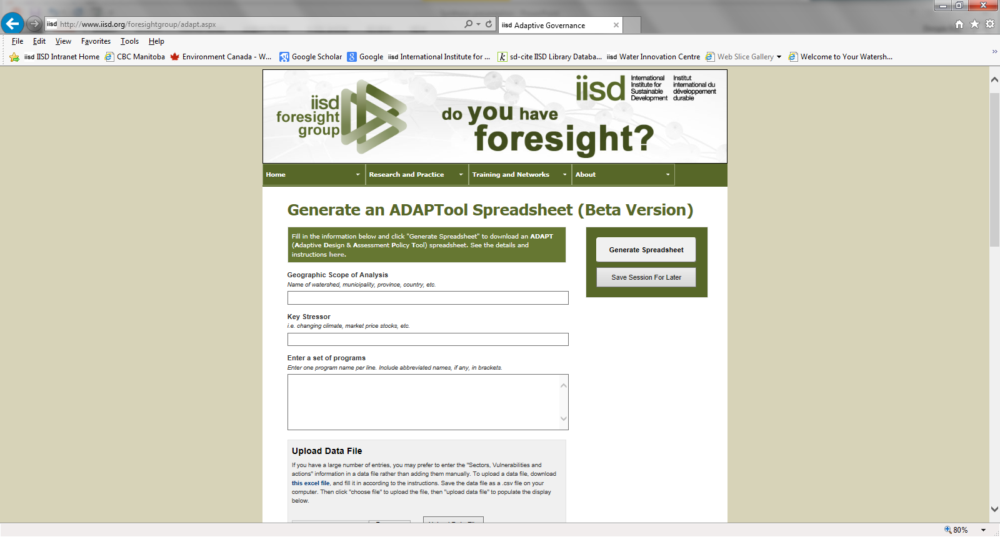 http://www.iisd.org/foresightgroup/adapt.aspx
iisd Adaptive Governance
File Edit View Favorites Tools Help
iisd IISD Intranet Home CBC Manitoba Environment Canada - W... Google Scholar Google iisd International Institute for ... sd-cite IISD Library Databa... iisd Water Innovation Centre Web Slice Gallery Welcome to Your Watersh...
iisd
foresight
group
do you have
foresight?
iisd
International
Institute for
Sustainable
Development
Institut
international du
développement
durable
Home Research and Practice Training and Networks About
Generate an ADAPTool Spreadsheet (Beta Version)
Fill in the information below and click "Generate Spreadsheet" to download an ADAPT
(Adaptive Design & Assessment Policy Tool) spreadsheet. See the details and
instructions here.
Generate Spreadsheet
Save Session For Later
Geographic Scope of Analysis
Name of watershed, municipality, province, country, etc.
Key Stressor
i.e. changing climate, market price stocks, etc.
Enter a set of programs
Enter one program name per line. Include abbreviated names, if any, in brackets.
Upload Data File
If you have a large number of entries, you may prefer to enter the "Sectors, Vulnerabilities and
actions" information in a data file rather than adding them manually. To upload a data file, download
this excel file, and fill it in according to the instructions. Save the data file as a .csv file on your
computer. Then click "choose file" to upload the file, then "upload data file" to populate the display
below.
80%